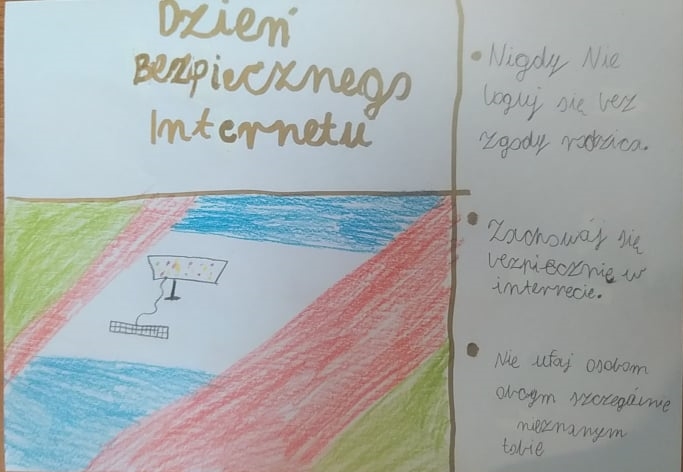 Dzień
Bezpiecznego
Internetu
• Nigdy Nie
loguj się bez
zgody rodzica.
• Zachowaj się
bezpiecznie w
internecie.
• Nie ufaj osobom
obcym szczególnie
nieznanym
tobie